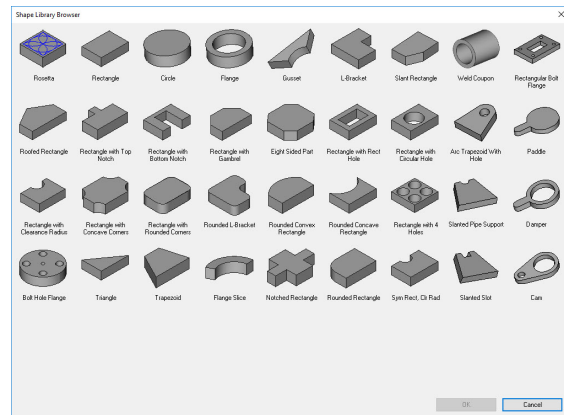 Shape Library Browser
Rosetta
Rectangle
Circle
Flange
Gusset
L-Bracket
Slant Rectangle
Weld Coupon
Rectangular Bolt
Flange
Roofed Rectangle
Rectangle with Top
Notch
Rectangle with
Bottom Notch
Rectangle with
Gambrel
Eight Sided Part
Rectangle with Rect
Hole
Rectangle with
Circular Hole
Arc Trapezoid With
Hole
Paddle
Rectangle with
Clearance Radius
Rectangle with
Concave Corners
Rectangle with
Rounded Corners
Rounded L-Bracket
Rounded Convex
Rectangle
Rounded Concave
Rectangle
Rectangle with 4
Holes
Slanted Pipe Support
Damper
Bolt Hole Flange
Triangle
Trapezoid
Flange Slice
Notched Rectangle
Rounded Rectangle
Sym Rect, Clr Rad
Slanted Slot
Cam
OK
Cancel